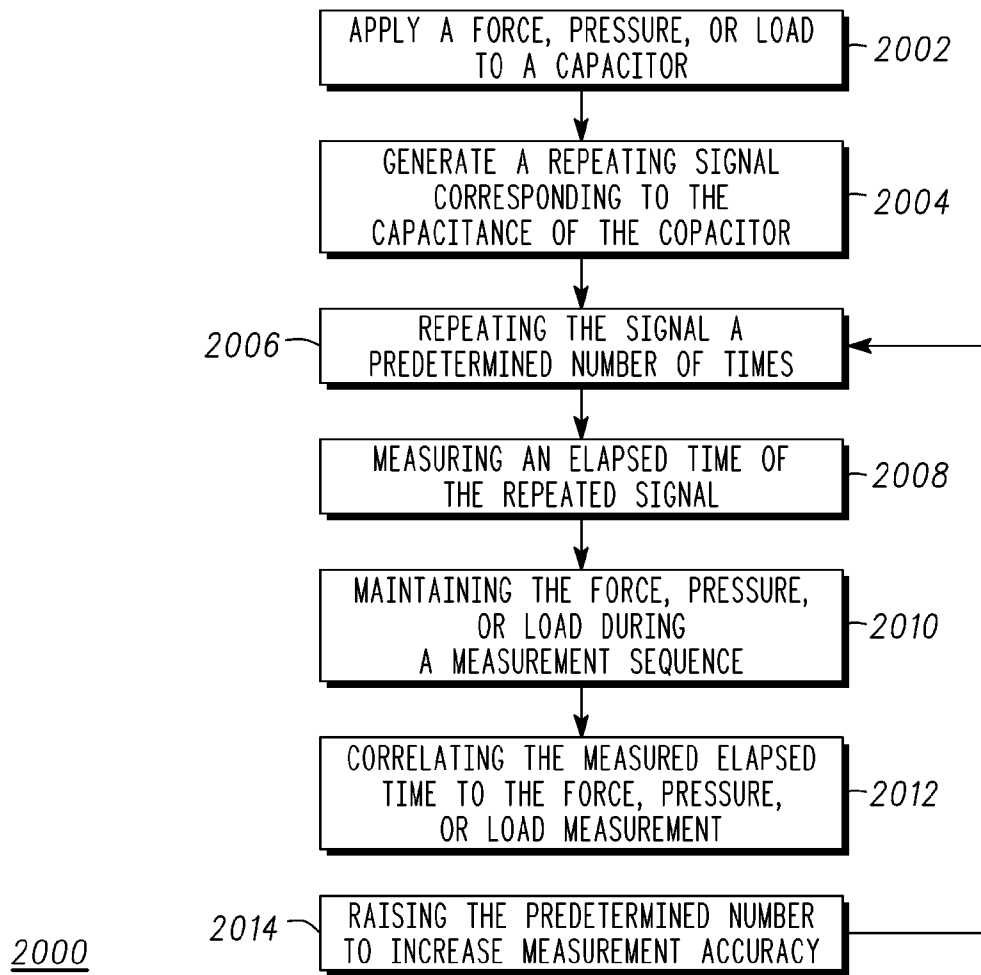 APPLY A FORCE, PRESSURE, OR LOAD
TO A CAPACITOR
2002
GENERATE A REPEATING SIGNAL
CORRESPONDING TO THE
CAPACITANCE OF THE COPACITOR
2004
2006
REPEATING THE SIGNAL A
PREDETERMINED NUMBER OF TIMES
MEASURING AN ELAPSED TIME OF
THE REPEATED SIGNAL
2008
MAINTAINING THE FORCE, PRESSURE,
OR LOAD DURING
A MEASUREMENT SEQUENCE
2010
CORRELATING THE MEASURED ELAPSED
TIME TO THE FORCE, PRESSURE,
OR LOAD MEASUREMENT
2012
2014
RAISING THE PREDETERMINED NUMBER
TO INCREASE MEASUREMENT ACCURACY
2000